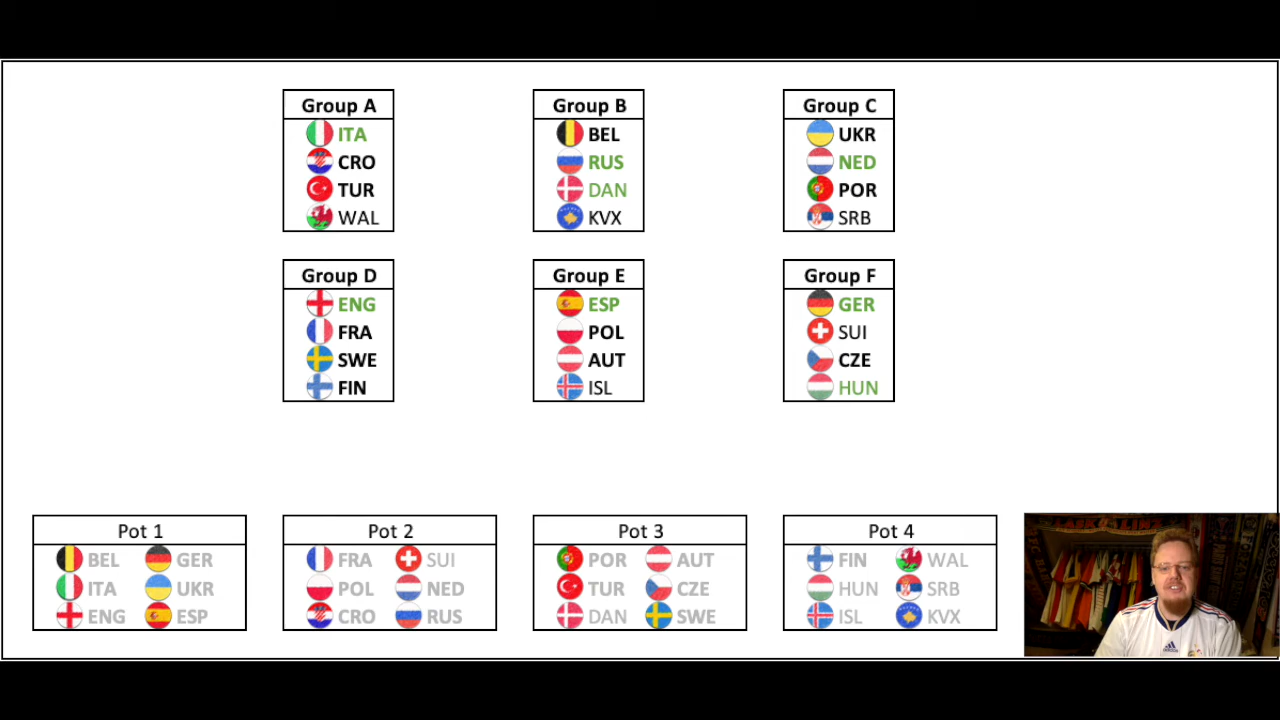 Group A
ITA
CRO
TUR
WAL
Group B
BEL
RUS
DAN
KVX
Group C
UKR
NED
POR
SRB
Group D
ENG
FRA
SWE
FIN
Group E
ESP
POL
AUT
ISL
Group F
GER
SUI
CZE
HUN
Pot 1
BEL GER
ITA UKR
ENG ESP
Pot 2
FRA SUI
POL NED
CRO RUS
Pot 3
POR AUT
TUR CZE
DAN SWE
Pot 4
FIN WAL
HUN SRB
ISL KVX